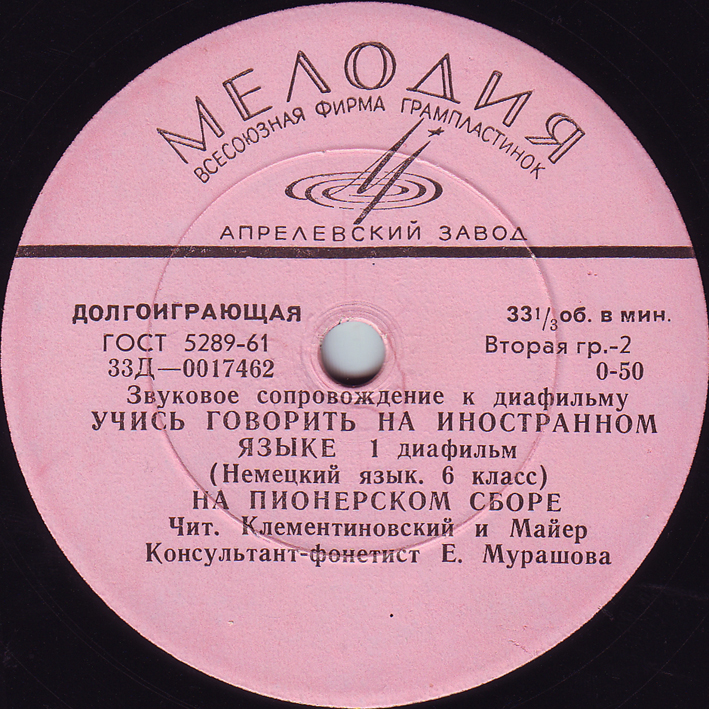 МЕЛОДИЯ
ВСЕСОЮЗНАЯ ФИРМА ГРАМПЛАСТИНОК
АПРЕЛЕВСКИЙ ЗАВОД
ДОЛГОИГРАЮЩАЯ 33 1/3 об. в мин.
ГОСТ 5289-61 Вторая гр.-2
33Д—0017462 0-50
Звуковое сопровождение к диафильму
УЧИСЬ ГОВОРИТЬ НА ИНОСТРАННОМ
ЯЗЫКЕ 1 диафильм
(Немецкий язык. 6 класс)
НА ПИОНЕРСКОМ СБОРЕ
Чит. Клементиновский и Майер
Консультант-фонетист Е. Мурашова